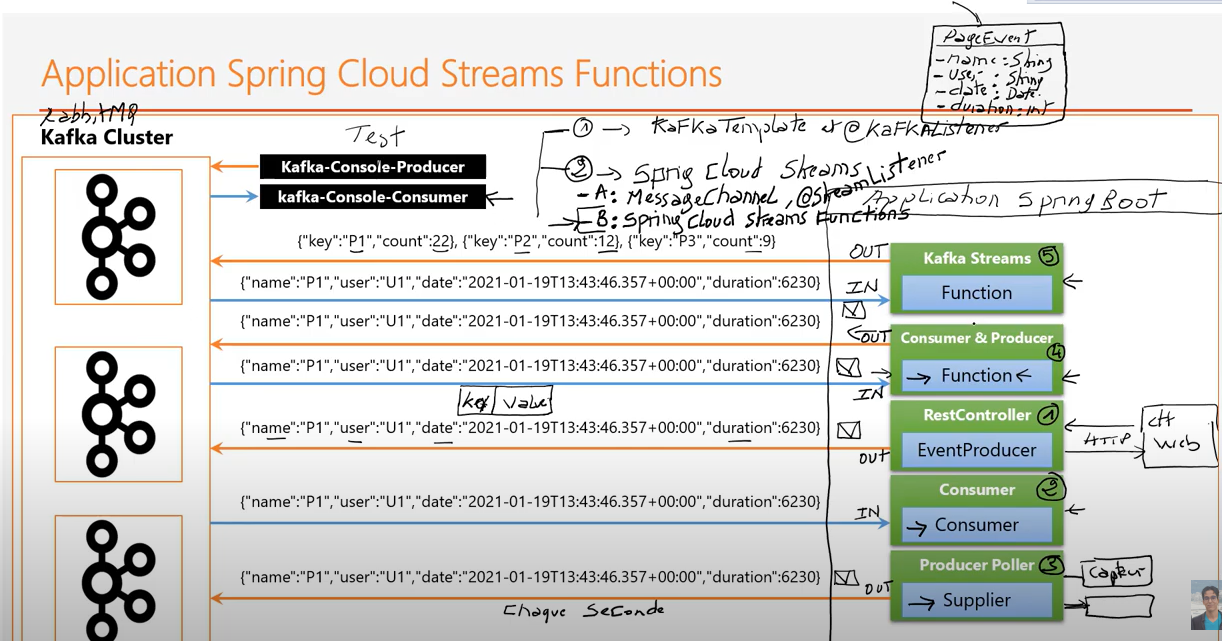 PageEvent
- name : String
- User : String
- date : Date
- duration : int
Application Spring Cloud Streams Functions
RabbitMQ
Kafka Cluster
Test
① → KafkaTemplate et @KafkaListener
Kafka-Console-Producer
② → Sprig Cloud Streams
kafka-Console-Consumer
- A : MessageChannel, @StreamListener
Application Spring Boot
- B : Spring Cloud Streams Functions
{"key":"P1","count":22}, {"key":"P2","count":12}, {"key":"P3","count":9}
OUT
Kafka Streams ⑤
{"name":"P1","user":"U1","date":"2021-01-19T13:43:46.357+00:00","duration":6230}
IN
Function
{"name":"P1","user":"U1","date":"2021-01-19T13:43:46.357+00:00","duration":6230}
OUT
Consumer & Producer ④
{"name":"P1","user":"U1","date":"2021-01-19T13:43:46.357+00:00","duration":6230}
IN
→ Function ←
key value
RestController ①
{"name":"P1","user":"U1","date":"2021-01-19T13:43:46.357+00:00","duration":6230}
OUT
EventProducer
HTTP
Web
Consumer ②
{"name":"P1","user":"U1","date":"2021-01-19T13:43:46.357+00:00","duration":6230}
IN
→ Consumer
Producer Poller ③
Capteur
{"name":"P1","user":"U1","date":"2021-01-19T13:43:46.357+00:00","duration":6230}
OUT
→ Supplier
Chaque Seconde